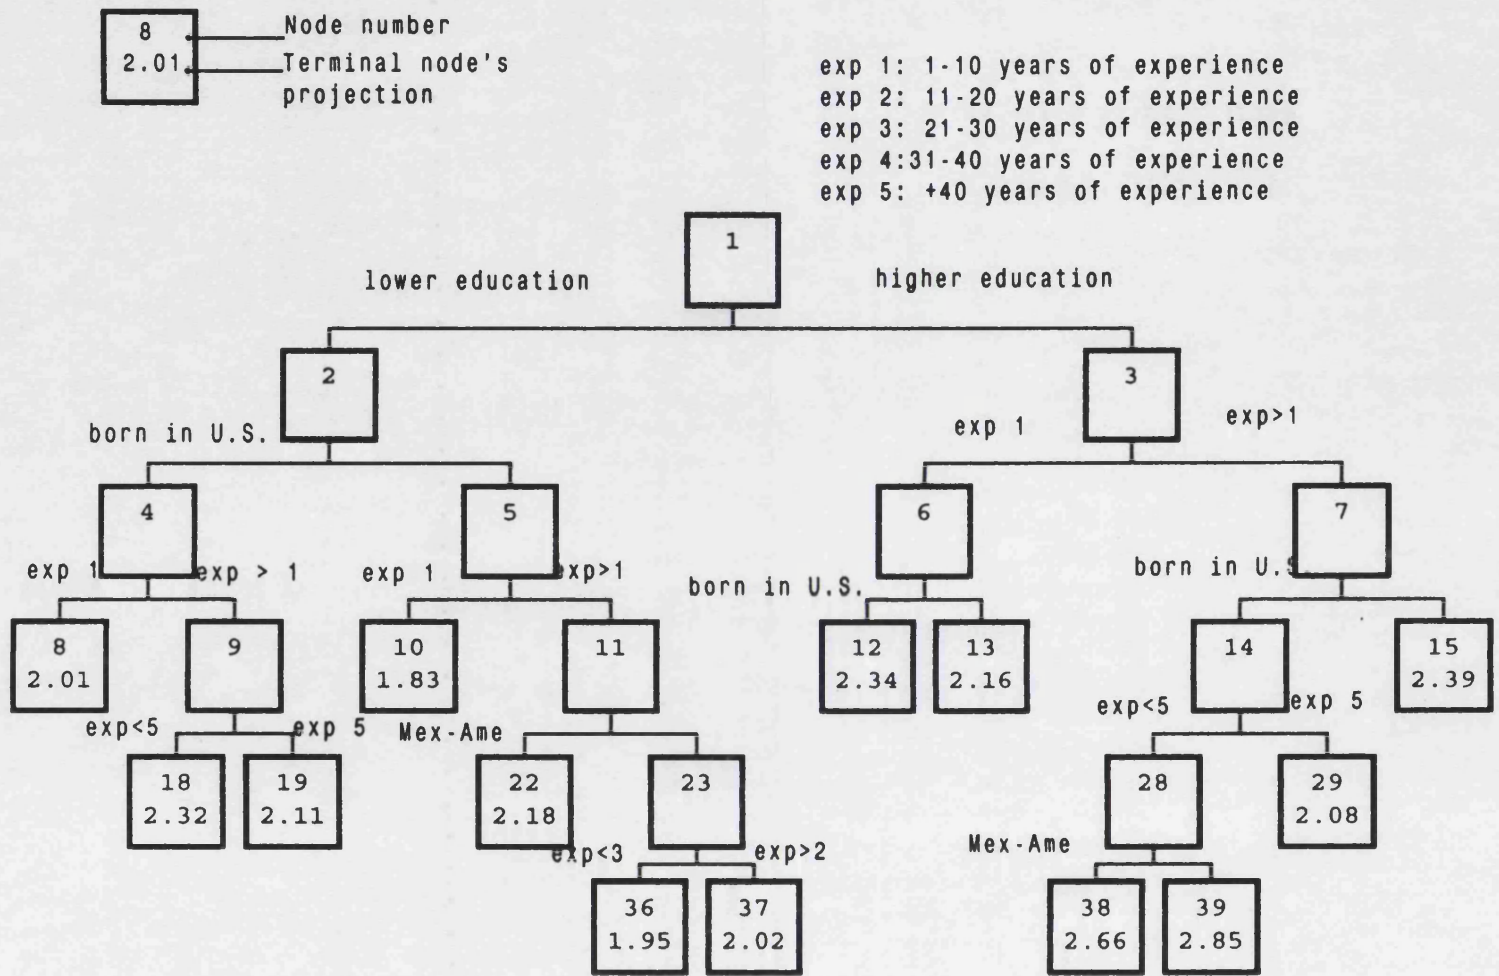 8 Node number
2.01 Terminal node's
projection
exp 1: 1-10 years of experience
exp 2: 11-20 years of experience
exp 3: 21-30 years of experience
exp 4:31-40 years of experience
exp 5: +40 years of experience
1
lower education higher education
2 3
born in U.S. exp 1 exp>1
4 5 6 7
exp 1 exp > 1 exp 1 exp>1 born in U.S. born in U.S.
8 9 10 11 12 13 14 15
2.01 1.83 2.34 2.16 2.39
exp<5 exp 5 Mex-Ame exp<5 exp 5
18 19 22 23 28 29
2.32 2.11 2.18 2.08
exp<3 exp>2 Mex-Ame
36 37 38 39
1.95 2.02 2.66 2.85